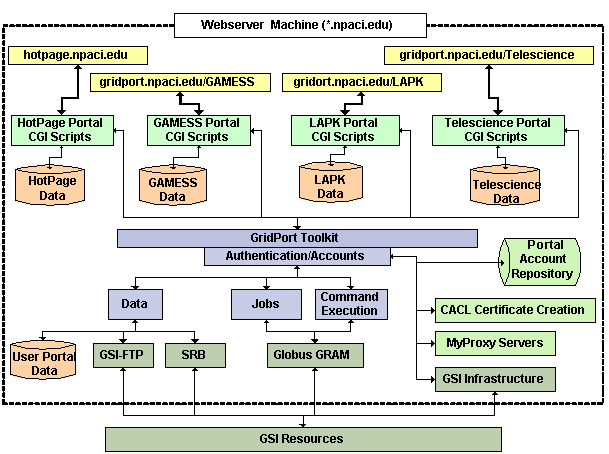 Webserver Machine (*.npaci.edu)
hotpage.npaci.edu
gridport.npaci.edu/Telescience
gridport.npaci.edu/GAMESS
gridort.npaci.edu/LAPK
HotPage Portal
CGI Scripts
GAMESS Portal
CGI Scripts
LAPK Portal
CGI Scripts
Telescience Portal
CGI Scripts
HotPage
Data
GAMESS
Data
LAPK
Data
Telescience
Data
GridPort Toolkit
Authentication/Accounts
Portal
Account
Repository
Data
Jobs
Command
Execution
CACL Certificate Creation
User Portal
Data
GSI-FTP
SRB
Globus GRAM
MyProxy Servers
GSI Infrastructure
GSI Resources